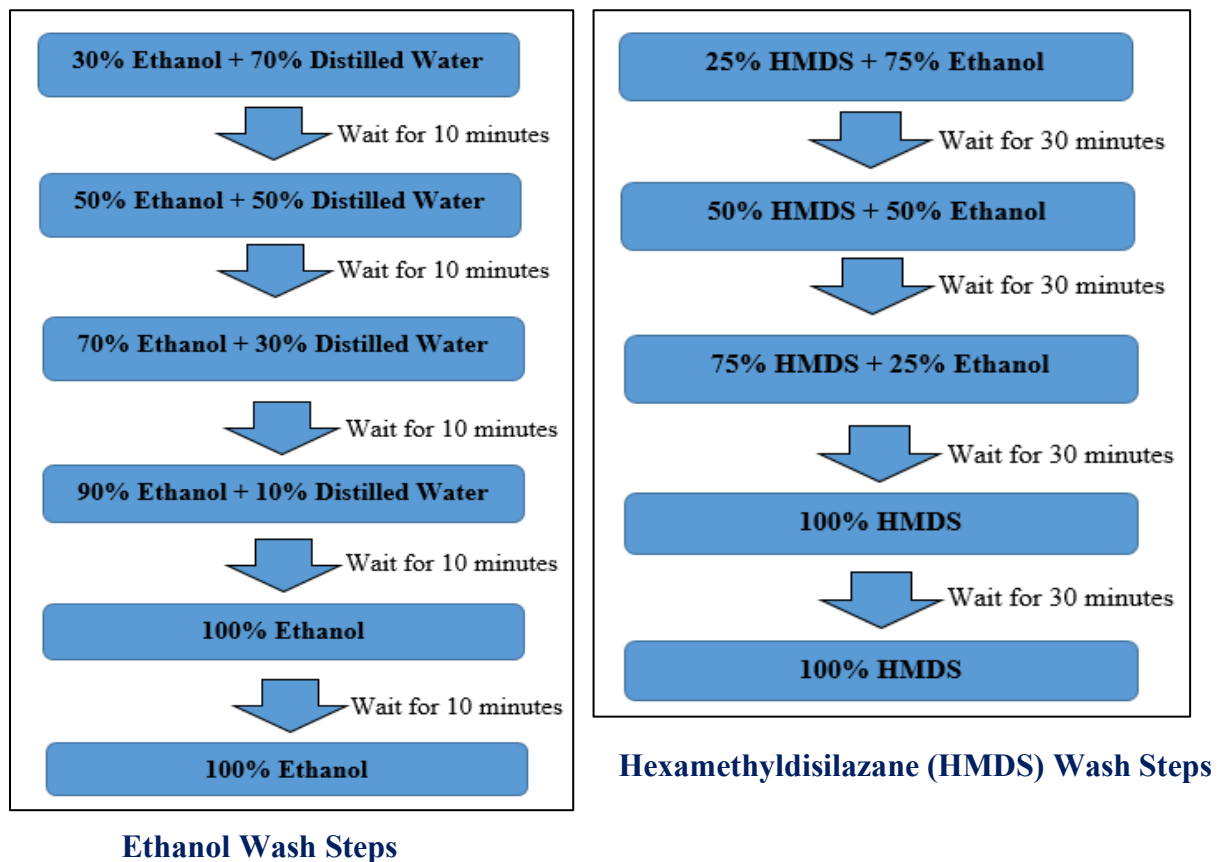 30% Ethanol + 70% Distilled Water
Wait for 10 minutes
50% Ethanol + 50% Distilled Water
Wait for 10 minutes
70% Ethanol + 30% Distilled Water
Wait for 10 minutes
90% Ethanol + 10% Distilled Water
Wait for 10 minutes
100% Ethanol
Wait for 10 minutes
100% Ethanol
Ethanol Wash Steps
25% HMDS + 75% Ethanol
Wait for 30 minutes
50% HMDS + 50% Ethanol
Wait for 30 minutes
75% HMDS + 25% Ethanol
Wait for 30 minutes
100% HMDS
Wait for 30 minutes
100% HMDS
Hexamethyldisilazane (HMDS) Wash Steps